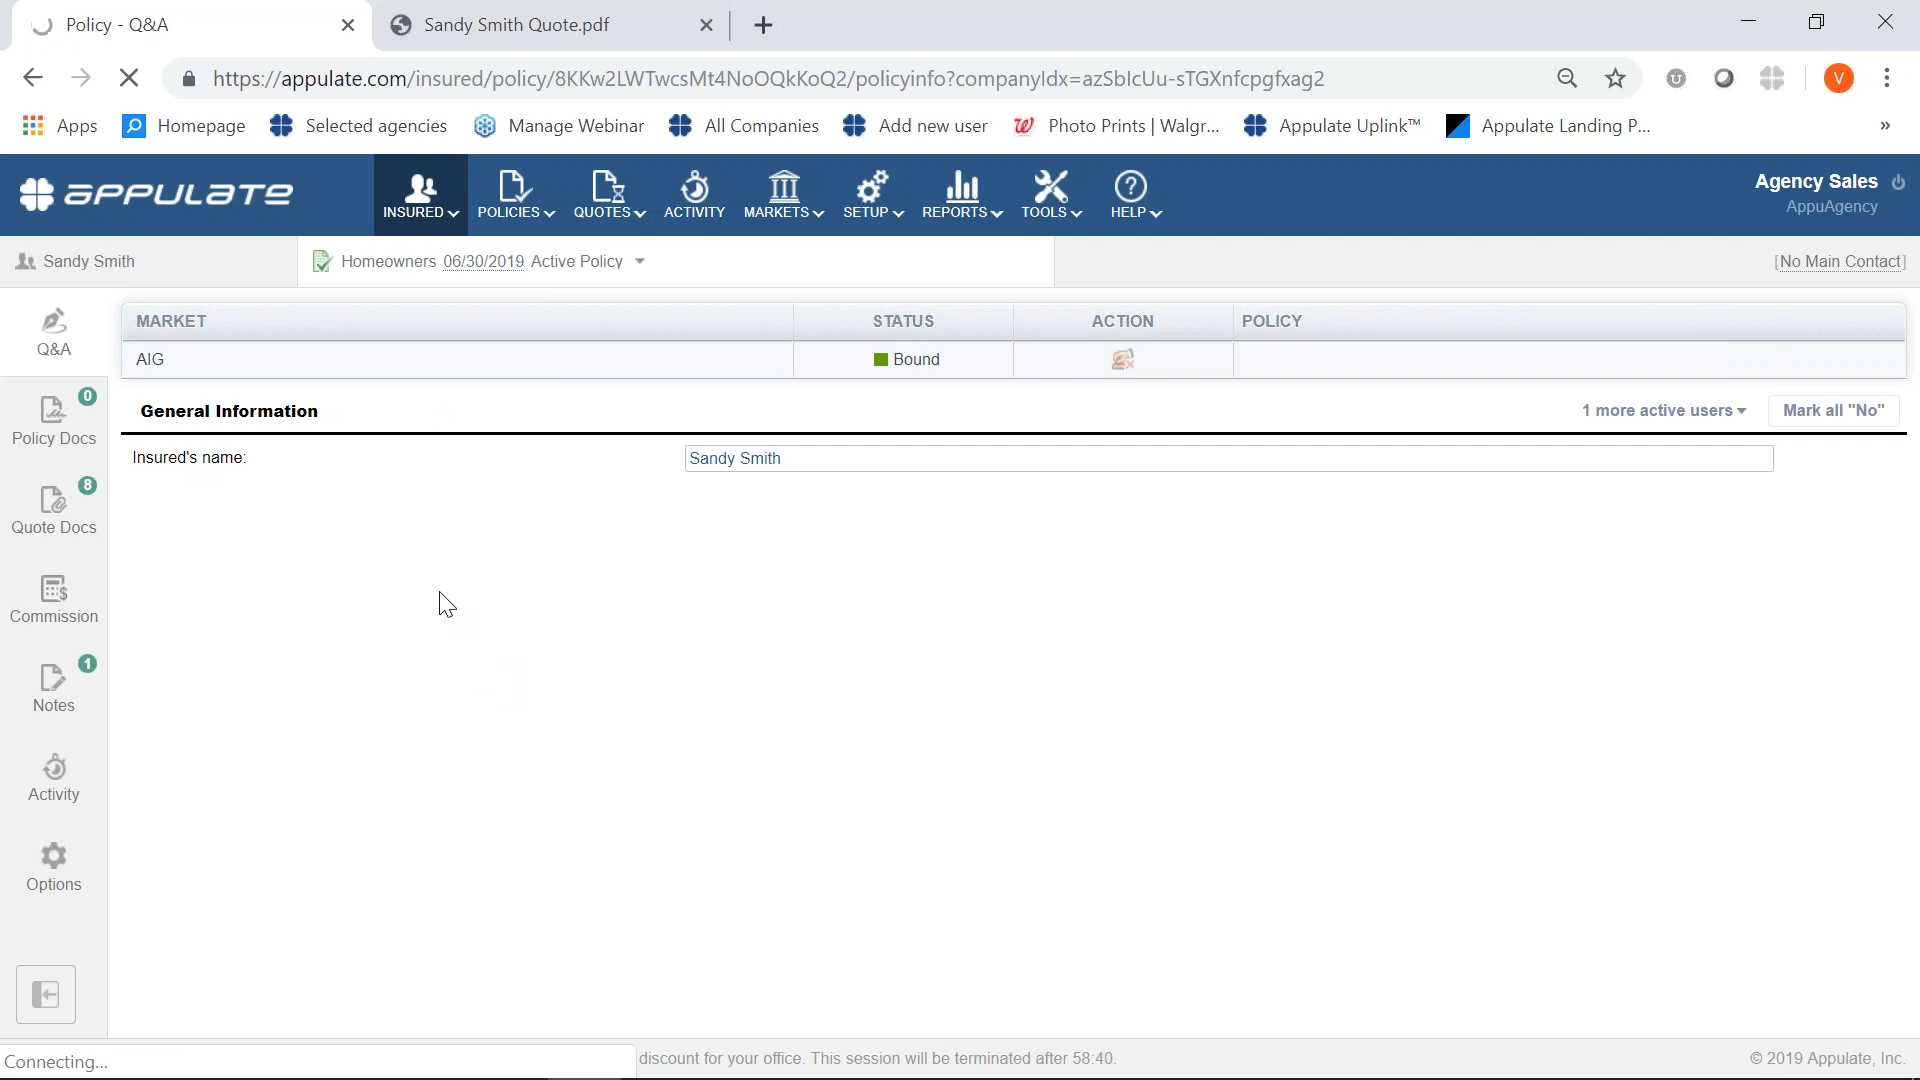 Policy - Q&A
Sandy Smith Quote.pdf
https://appulate.com/insured/policy/8KKw2LWTwcsMt4NoOQkKoQ2/policyinfo?companyIdx=azSbIcUu-sTGXnfcpgfxag2
V
Apps Homepage Selected agencies Manage Webinar All Companies Add new user Photo Prints | Walgr... Appulate Uplink™ Appulate Landing P... »
APPULATE
INSURED POLICIES QUOTES ACTIVITY MARKETS SETUP REPORTS TOOLS HELP
Agency Sales
AppuAgency
Sandy Smith
Homeowners 06/30/2019 Active Policy
[No Main Contact]
Q&A
0
Policy Docs
8
Quote Docs
Commission
1
Notes
Activity
Options
MARKET STATUS ACTION POLICY
AIG Bound
General Information
1 more active users
Mark all "No"
Insured's name: Sandy Smith
Connecting...
discount for your office. This session will be terminated after 58:40.
© 2019 Appulate, Inc.